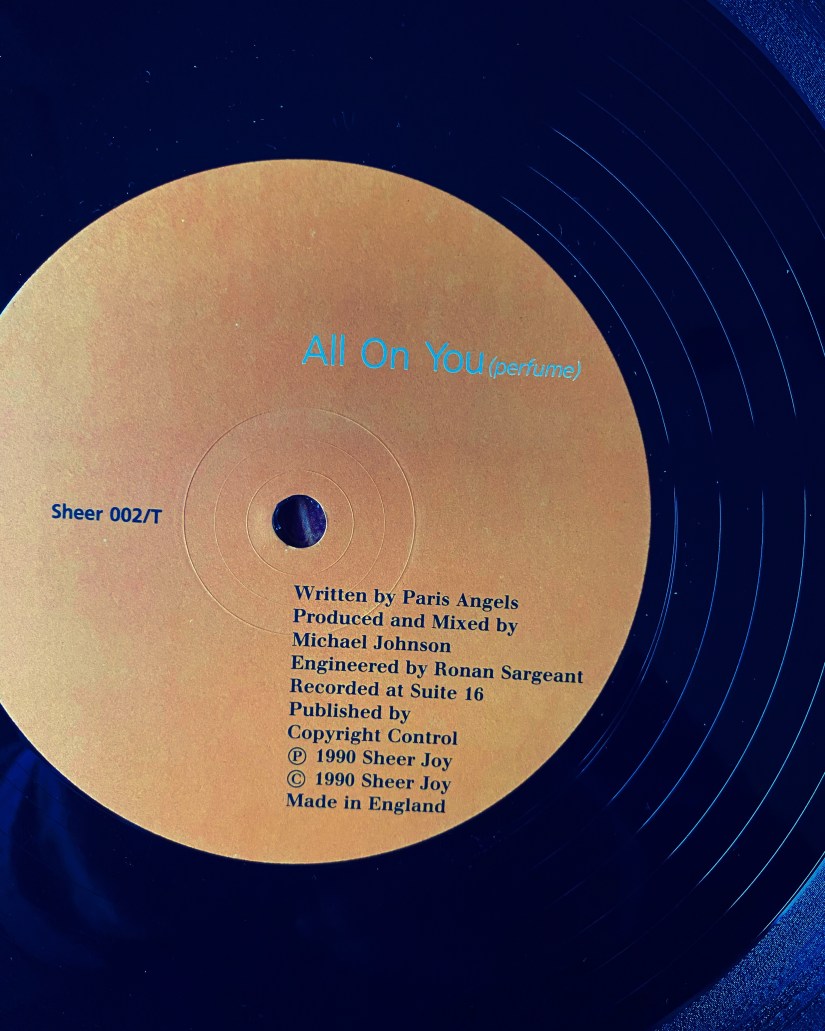 All On You (perfume)
Sheer 002/T
Written by Paris Angels
Produced and Mixed by
Michael Johnson
Engineered by Ronan Sargeant
Recorded at Suite 16
Published by
Copyright Control
℗ 1990 Sheer Joy
© 1990 Sheer Joy
Made in England